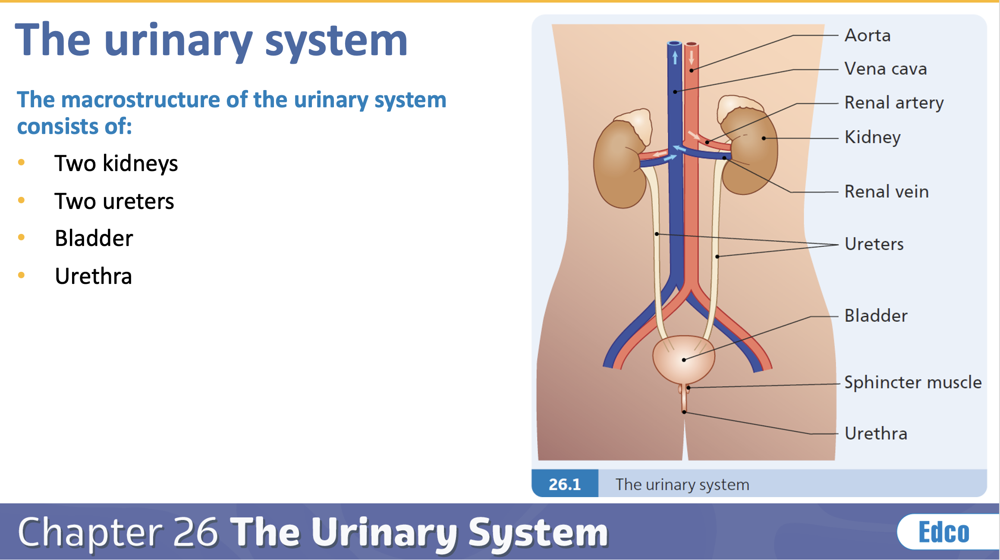 The urinary system
The macrostructure of the urinary system
consists of:
• Two kidneys
• Two ureters
• Bladder
• Urethra
Aorta
Vena cava
Renal artery
Kidney
Renal vein
Ureters
Bladder
Sphincter muscle
Urethra
26.1 The urinary system
Chapter 26 The Urinary System
Edco